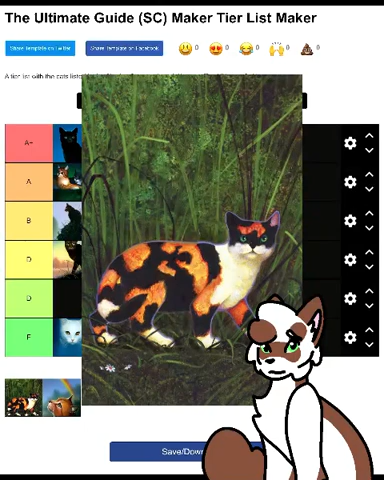 The Ultimate Guide (SC) Maker Tier List Maker
Share Template on Twitter
Share Template on Facebook
0
0
0
0
0
A tier list with the cats liste
A+
A
B
D
D
F
Save/Down